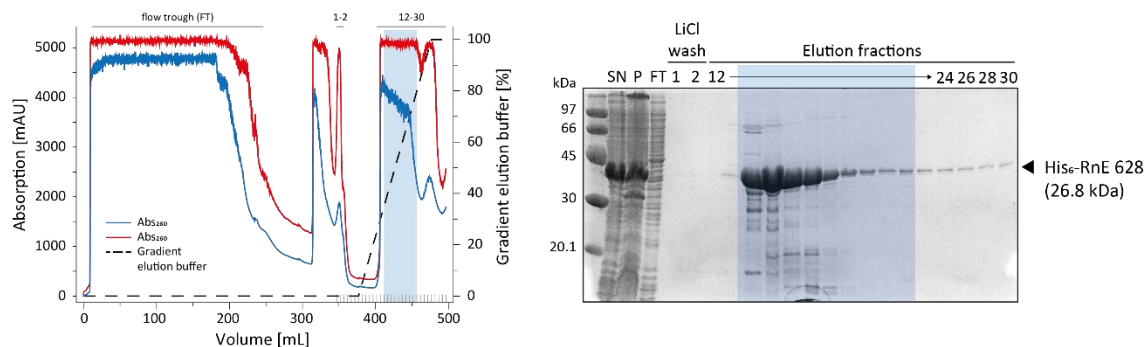 flow trough (FT)
1-2
12-30
5000
4000
3000
2000
1000
0
Absorption [mAU]
100
80
60
40
20
0
Gradient elution buffer [%]
Abs₂₈₀
Abs₂₆₀
Gradient
elution buffer
0 100 200 300 400 500
Volume [mL]
LiCl
wash
Elution fractions
kDa
SN P FT 1 2 12 24 26 28 30
97
66
45
30
20.1
His₆-RnE 628
(26.8 kDa)